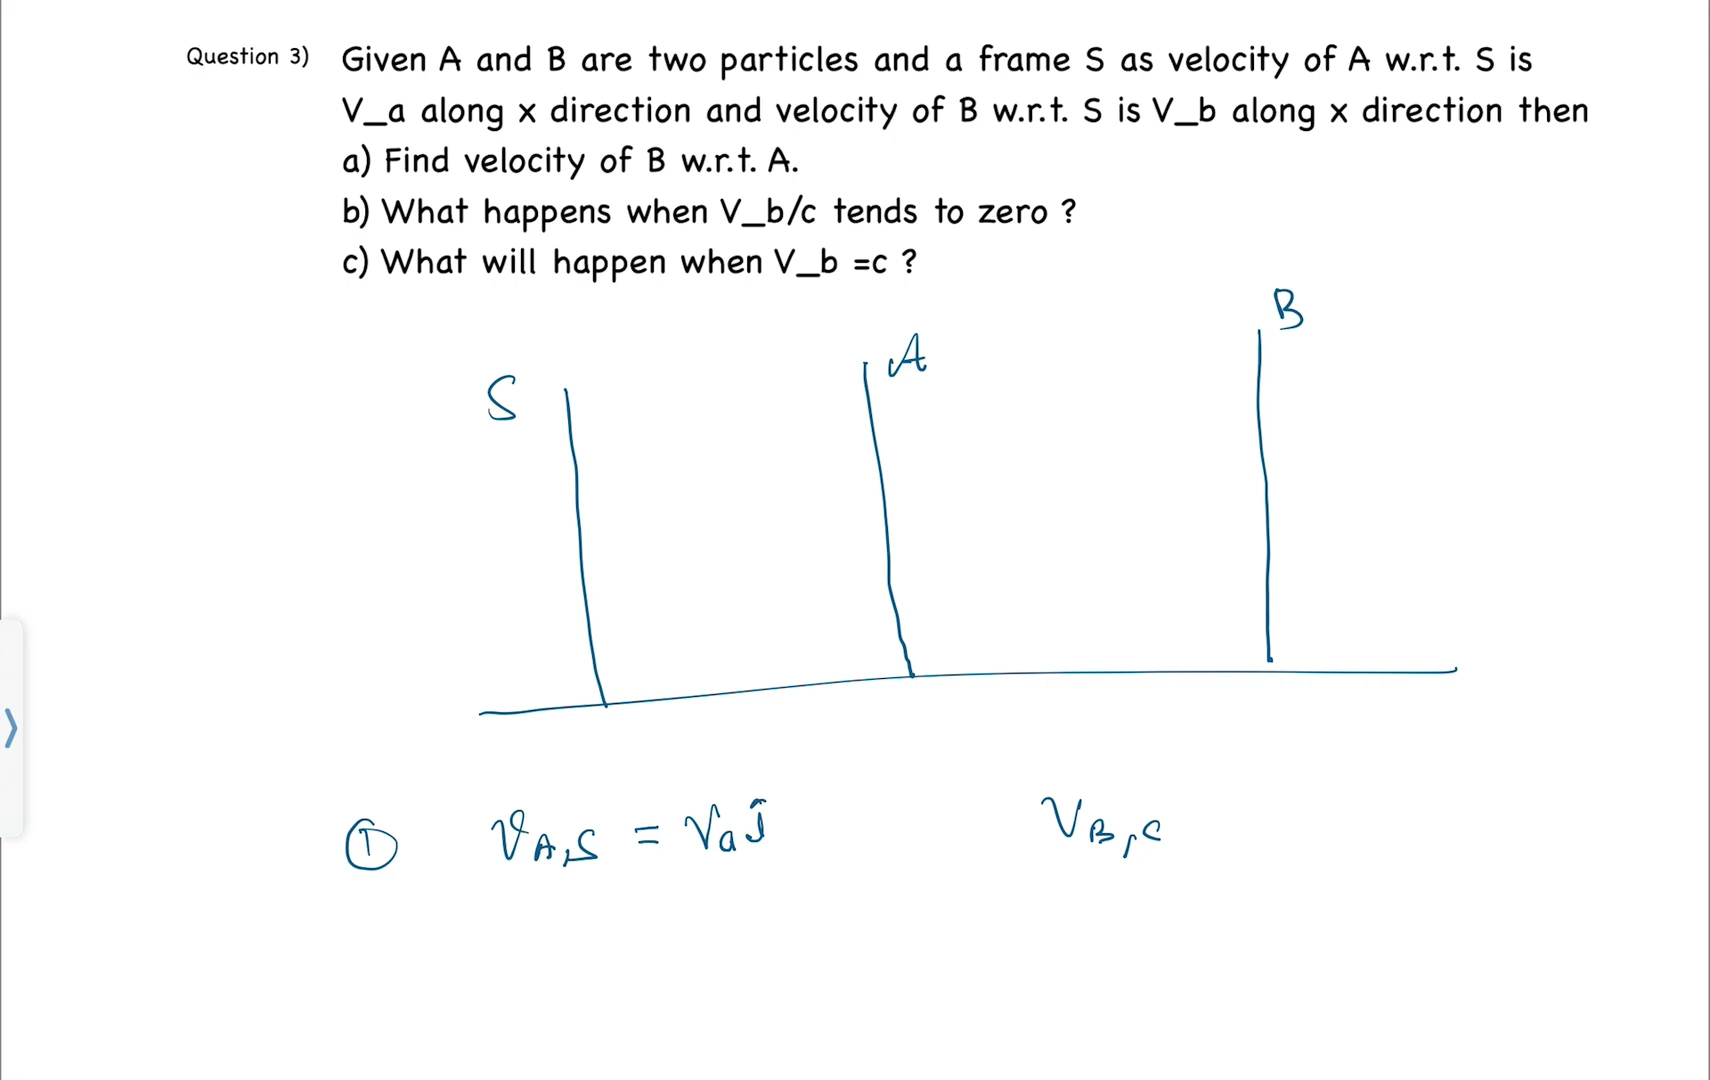 Question 3) Given A and B are two particles and a frame S as velocity of A w.r.t. S is
V_a along x direction and velocity of B w.r.t. S is V_b along x direction then
a) Find velocity of B w.r.t. A.
b) What happens when V_b/c tends to zero ?
c) What will happen when V_b =c ?
B
A
S
① V_A,S = V_a î V_B,S